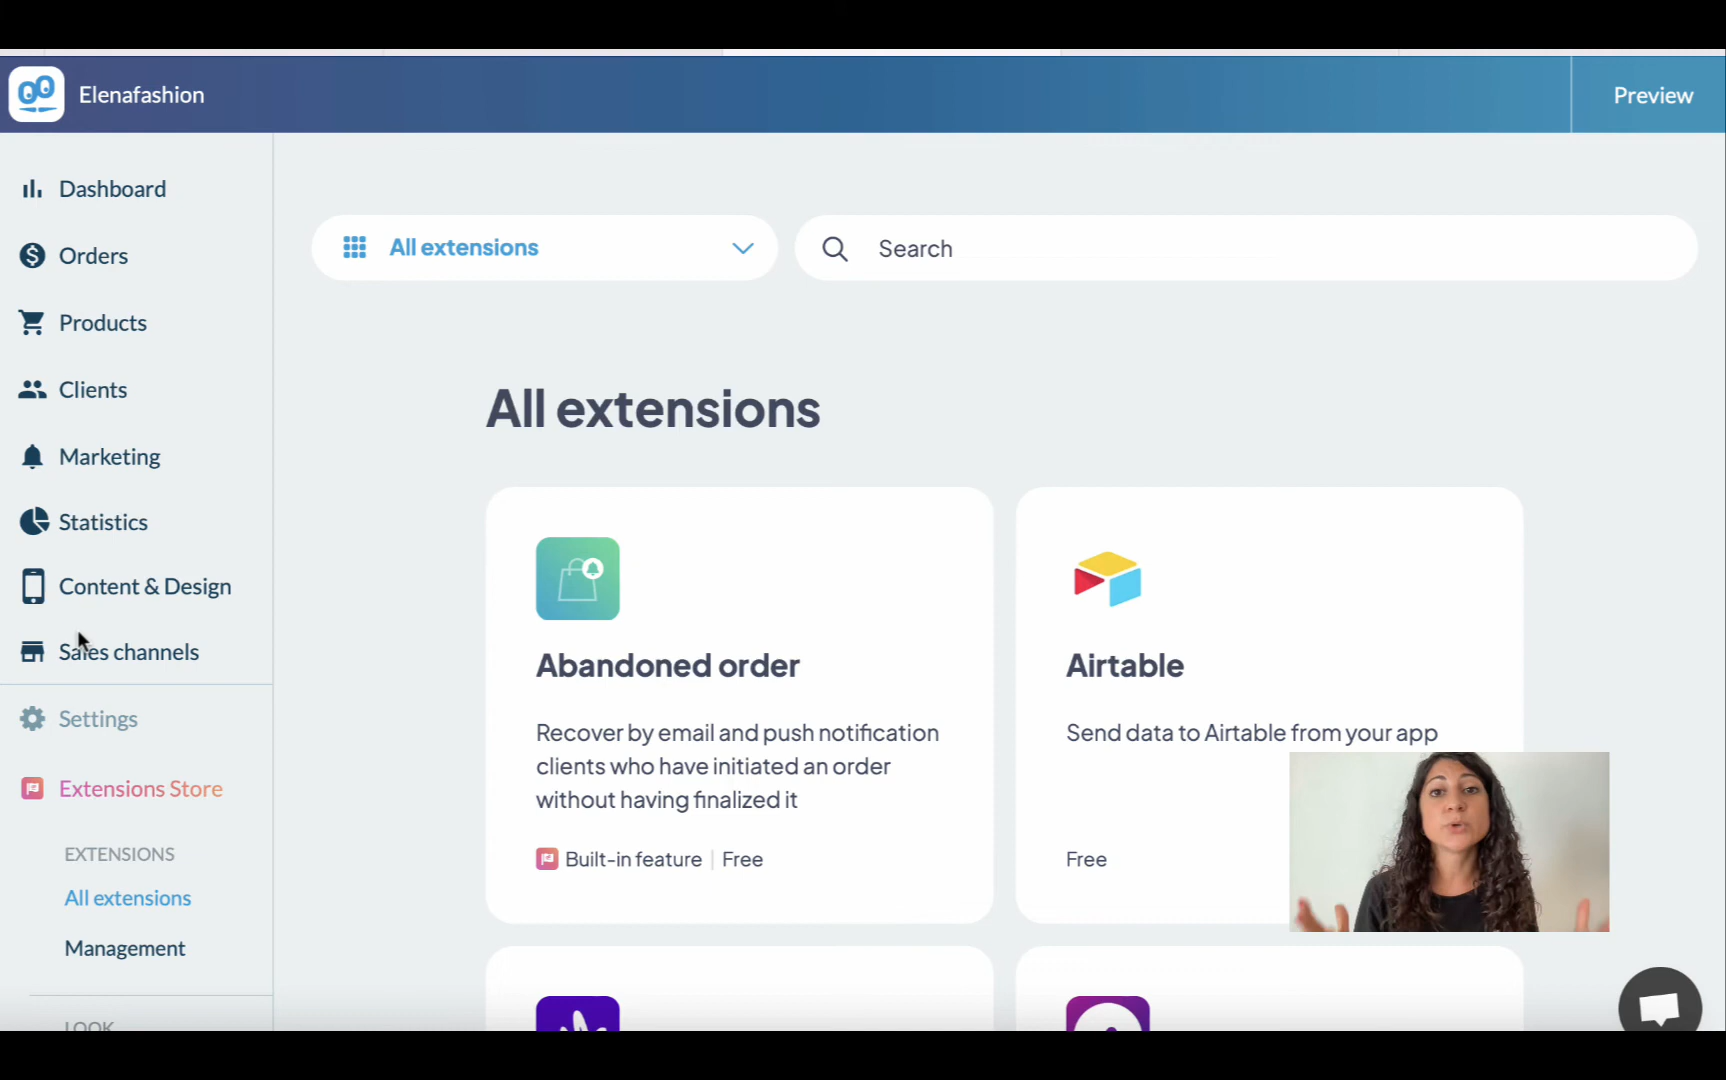 Elenafashion
Preview
Dashboard
Orders
Products
Clients
Marketing
Statistics
Content & Design
Sales channels
Settings
Extensions Store
EXTENSIONS
All extensions
Management
LOOK
All extensions
Search
All extensions
Abandoned order
Recover by email and push notification
clients who have initiated an order
without having finalized it
Built-in feature | Free
Airtable
Send data to Airtable from your app
Free